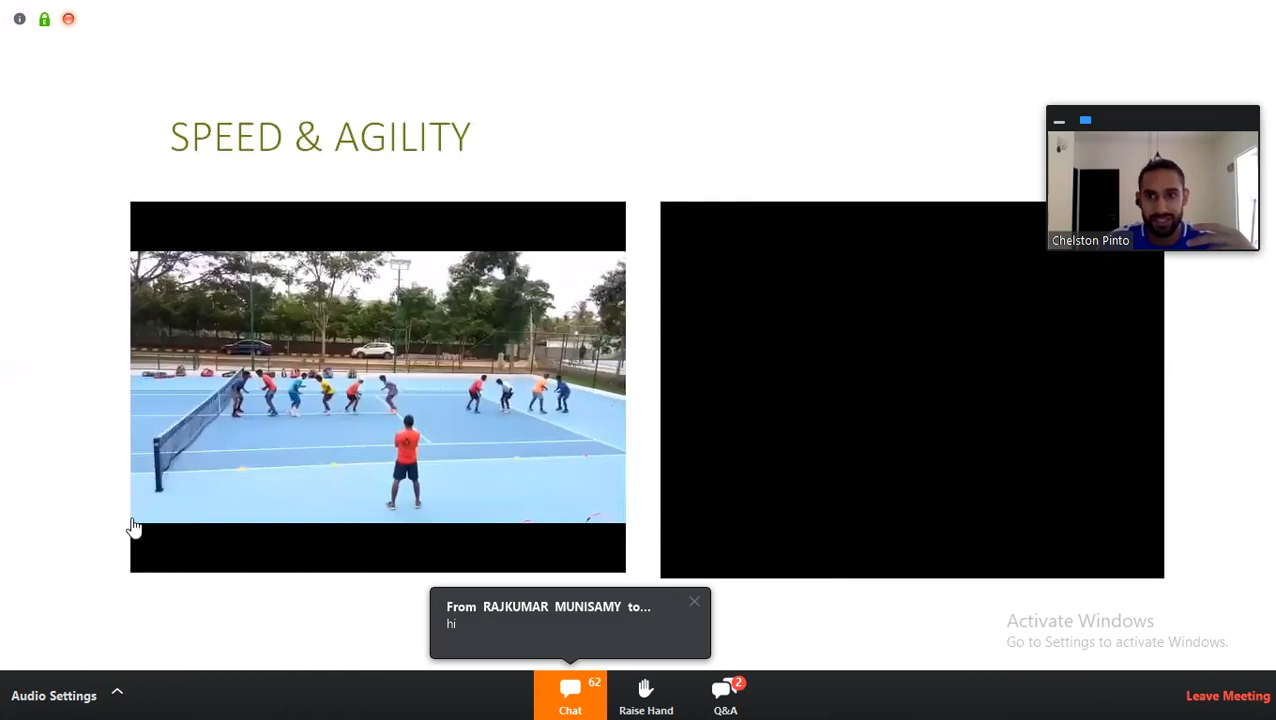 SPEED & AGILITY
Chelston Pinto
From RAJKUMAR MUNISAMY to...
hi
Activate Windows
Go to Settings to activate Windows.
Audio Settings
62
Chat
Raise Hand
2
Q&A
Leave Meeting